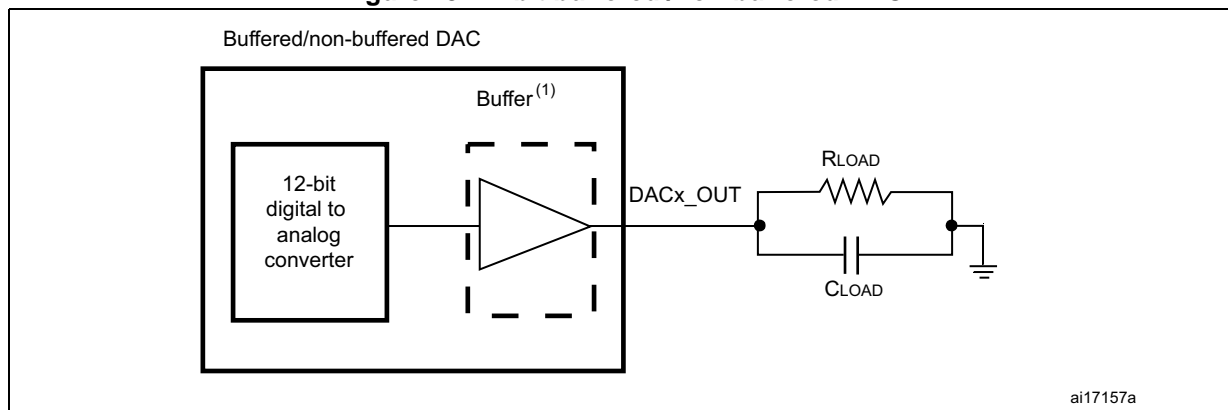 Buffered/non-buffered DAC
Buffer(1)
12-bit
digital to
analog
converter
DACx_OUT
RLOAD
CLOAD
ai17157a